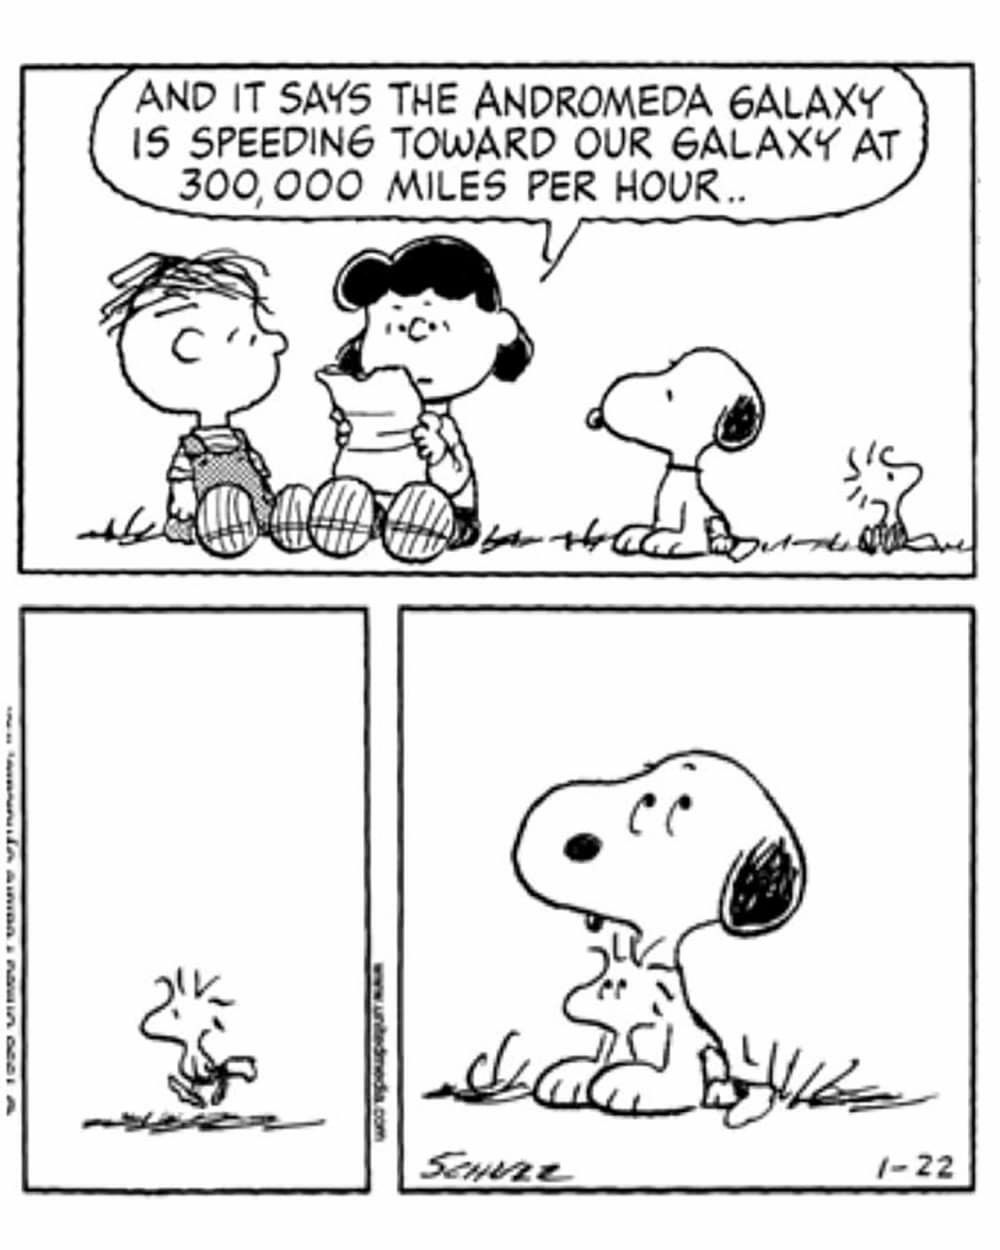 AND IT SAYS THE ANDROMEDA GALAXY
IS SPEEDING TOWARD OUR GALAXY AT
300,000 MILES PER HOUR..
www.unitedmedia.com
SCHULZ
1-22